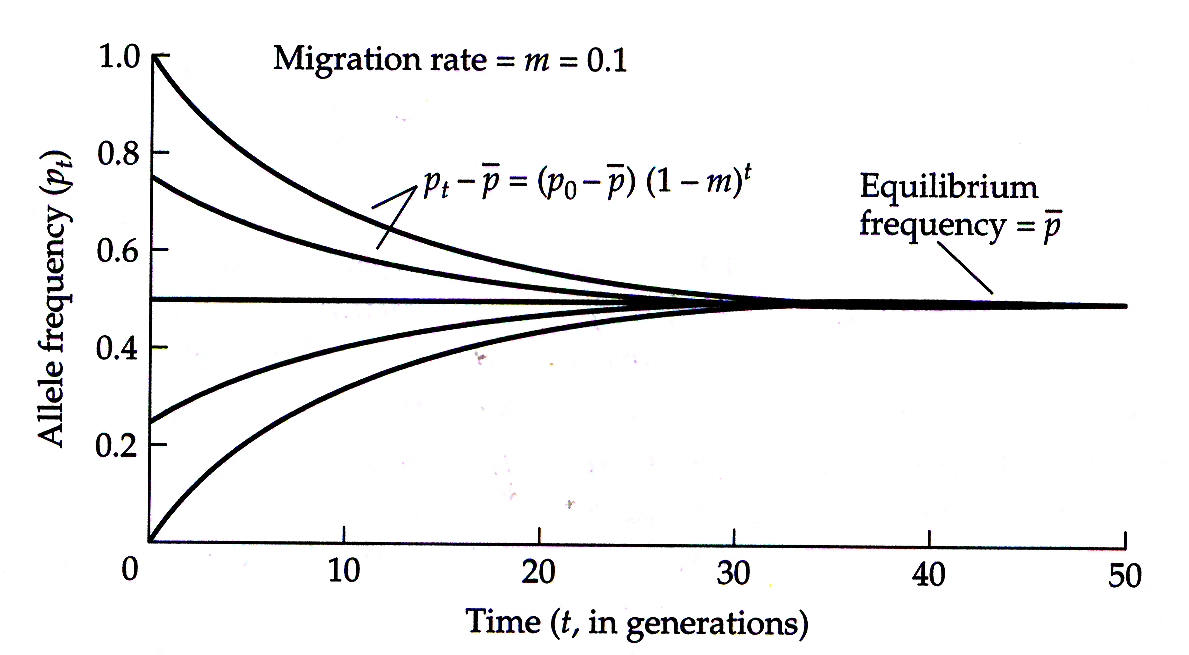 Migration rate = m = 0.1
p_t – p̄ = (p_0 – p̄) (1 – m)^t
Equilibrium
frequency = p̄
Allele frequency (p_t)
1.0
0.8
0.6
0.4
0.2
0
10
20
30
40
50
Time (t, in generations)